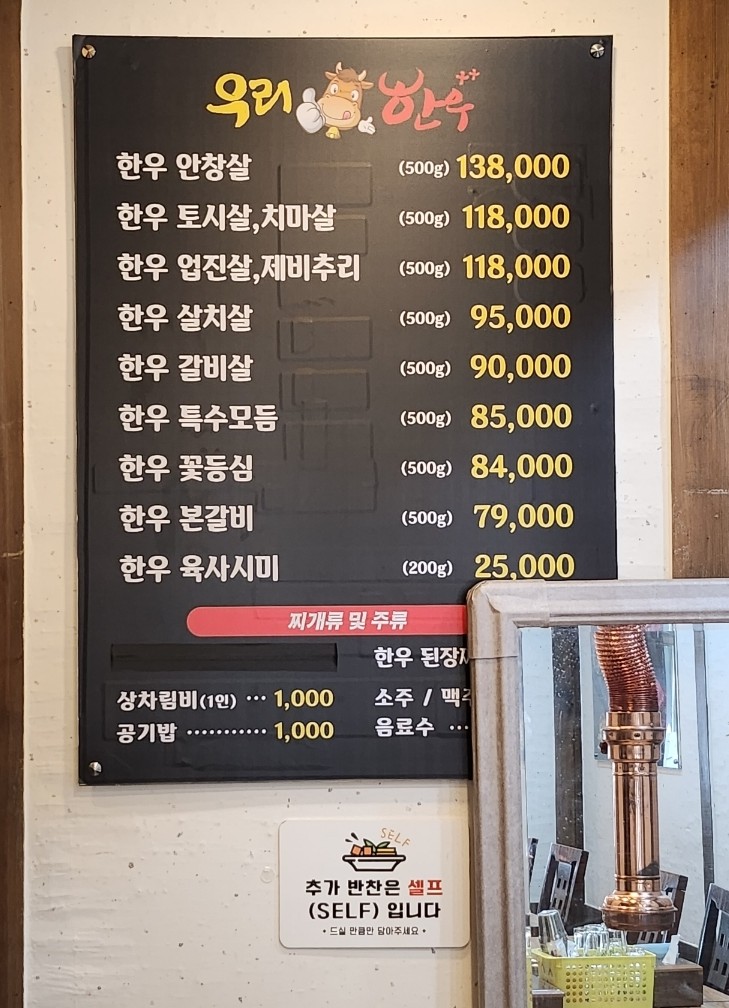 우리 한우++
한우 안창살 (500g) 138,000
한우 토시살,치마살 (500g) 118,000
한우 업진살,제비추리 (500g) 118,000
한우 살치살 (500g) 95,000
한우 갈비살 (500g) 90,000
한우 특수모듬 (500g) 85,000
한우 꽃등심 (500g) 84,000
한우 본갈비 (500g) 79,000
한우 육사시미 (200g) 25,000
찌개류 및 주류
한우
상차림비(1인) ··· 1,000 소주 /
공기밥 ··········· 1,000 음료수 ···
SELF
추가 반찬은 셀프
(SELF) 입니다
• 드실 만큼만 담아주세요 •